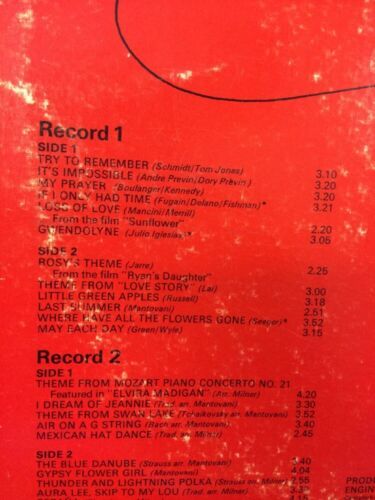 Record 1
SIDE 1
TRY TO REMEMBER (Schmidt/Tom Jonas) 3.10
IT'S IMPOSSIBLE (Andre Previn/Dory Previn) 3.20
MY PRAYER *Boulanger/Kennedy) 3.20
IF I ONLY HAD TIME (Fugain/Delano/Fishman)* 3.21
LOSS OF LOVE (Mancini/Merrill)
From the film "Sunflower" 2.20
GWENDOLYNE (Julio Iglesias)* 3.05
SIDE 2
ROSY'S THEME (Jarre)
From the film "Ryan's Daughter" 2.25
THEME FROM "LOVE STORY" (Lai) 3.00
LITTLE GREEN APPLES (Russell) 3.18
LAST SUMMER (Mantovani) 2.51
WHERE HAVE ALL THE FLOWERS GONE (Seeger)* 3.52
MAY EACH DAY (Green/Wyle) 3.15
Record 2
SIDE 1
THEME FROM MOZART PIANO CONCERTO NO. 21
Featured in "ELVIRA MADIGAN" (Arr. Milner) 4.20
I DREAM OF JEANNIE (Trad. arr. Mantovani) 3.30
THEME FROM SWAN LAKE (Tchaikovsky arr. Mantovani) 3.52
AIR ON A G STRING (Bach arr. Mantovani) 3.40
MEXICAN HAT DANCE (Trad. arr. Milner) 2.45
SIDE 2
THE BLUE DANUBE (Strauss arr. Mantovani) 3.40
GYPSY FLOWER GIRL (Mantovani) 4.04
THUNDER AND LIGHTNING POLKA (Strauss arr. Milner) 2.55
AURA LEE, SKIP TO MY LOU (Trad. arr. Milner)